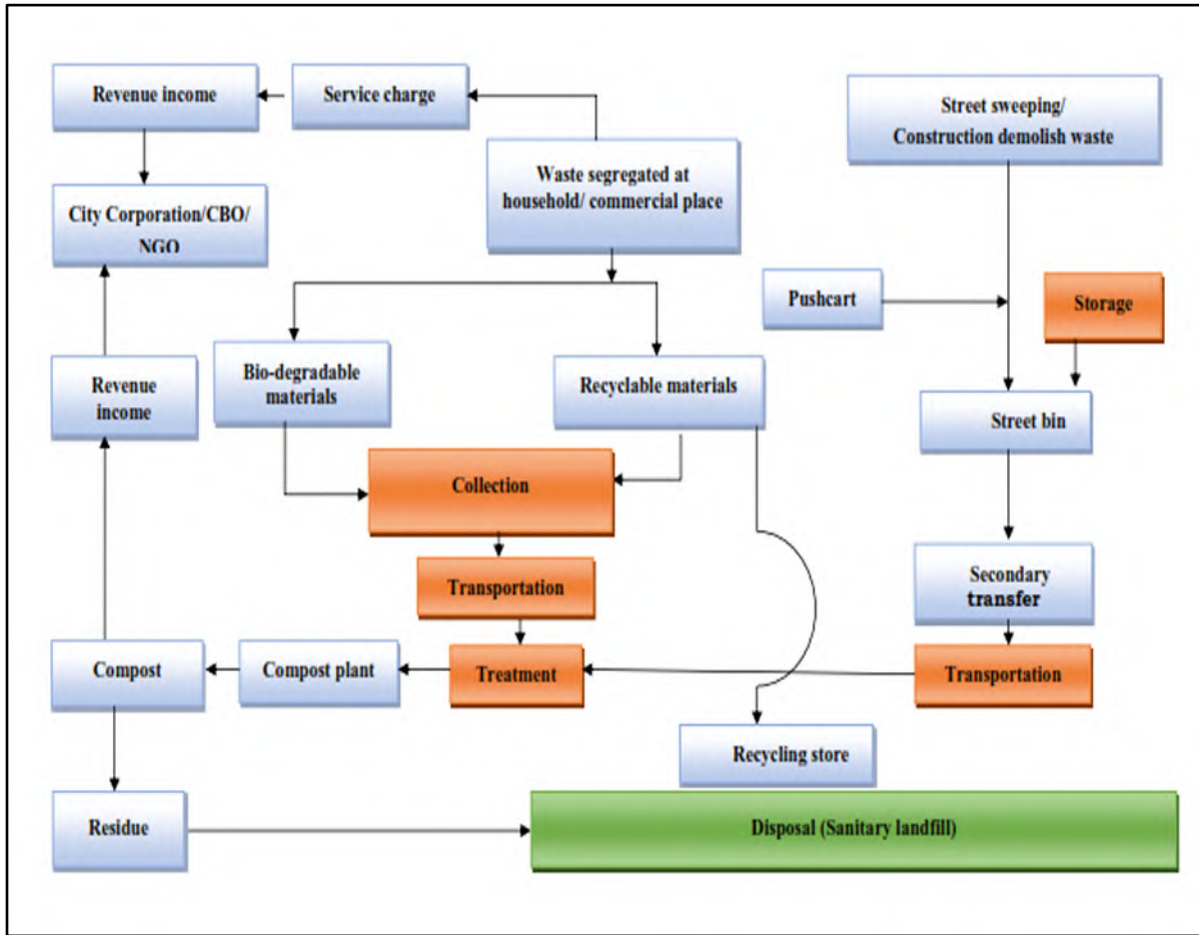 Revenue income
Service charge
Street sweeping/
Construction demolish waste
Waste segregated at
household/ commercial place
City Corporation/CBO/
NGO
Pushcart
Storage
Bio-degradable
materials
Recyclable materials
Revenue
income
Street bin
Collection
Transportation
Secondary
transfer
Compost
Compost plant
Treatment
Transportation
Recycling store
Residue
Disposal (Sanitary landfill)